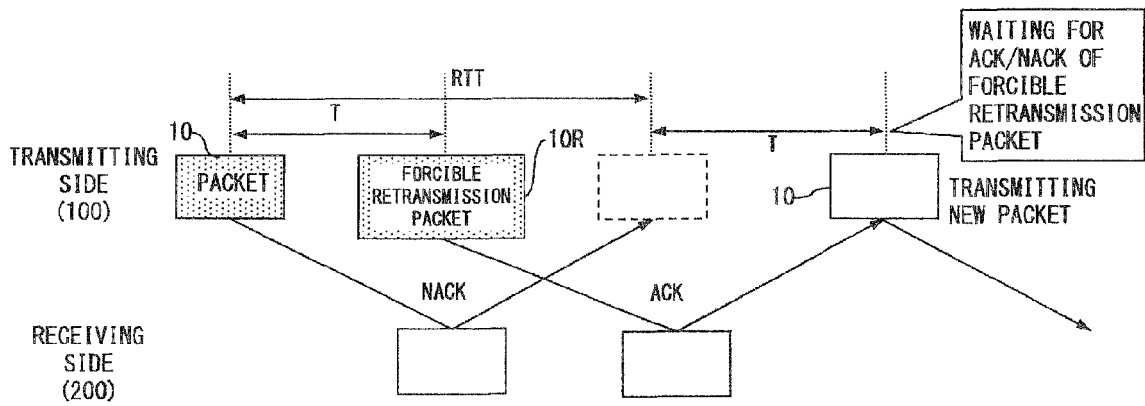 WAITING FOR
ACK/NACK OF
FORCIBLE
RETRANSMISSION
PACKET
RTT
T
T
10
10R
TRANSMITTING
SIDE
(100)
PACKET
FORCIBLE
RETRANSMISSION
PACKET
10
TRANSMITTING
NEW PACKET
NACK
ACK
RECEIVING
SIDE
(200)